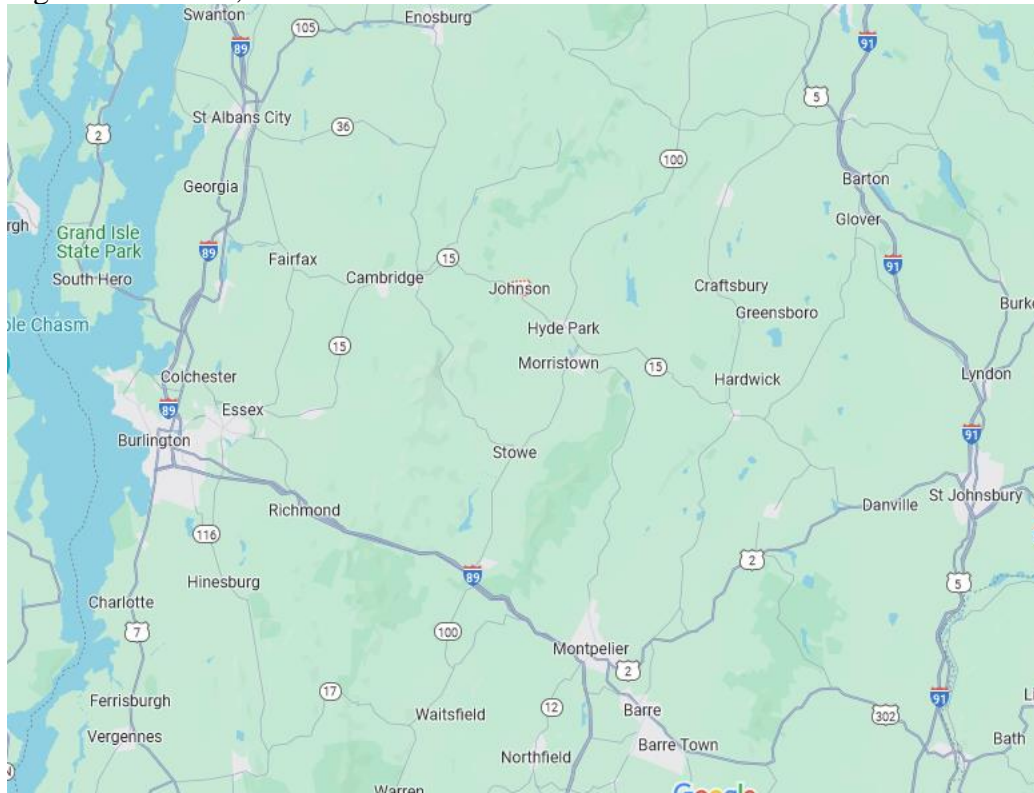 Swanton
105
Enosburg
89
91
5
St Albans City
36
2
100
Georgia
Barton
Glover
Grand Isle
State Park
89
Fairfax
15
Cambridge
91
South Hero
Johnson
Craftsbury
Greensboro
Hyde Park
15
Morristown
15
Colchester
Hardwick
Lyndon
89
Essex
Burlington
91
Stowe
Richmond
Danville
St Johnsbury
116
2
89
Hinesburg
5
Charlotte
7
100
Montpelier
2
17
91
Ferrisburgh
Waitsfield
12
Barre
302
Vergennes
Barre Town
Bath
Northfield
Warren
Google